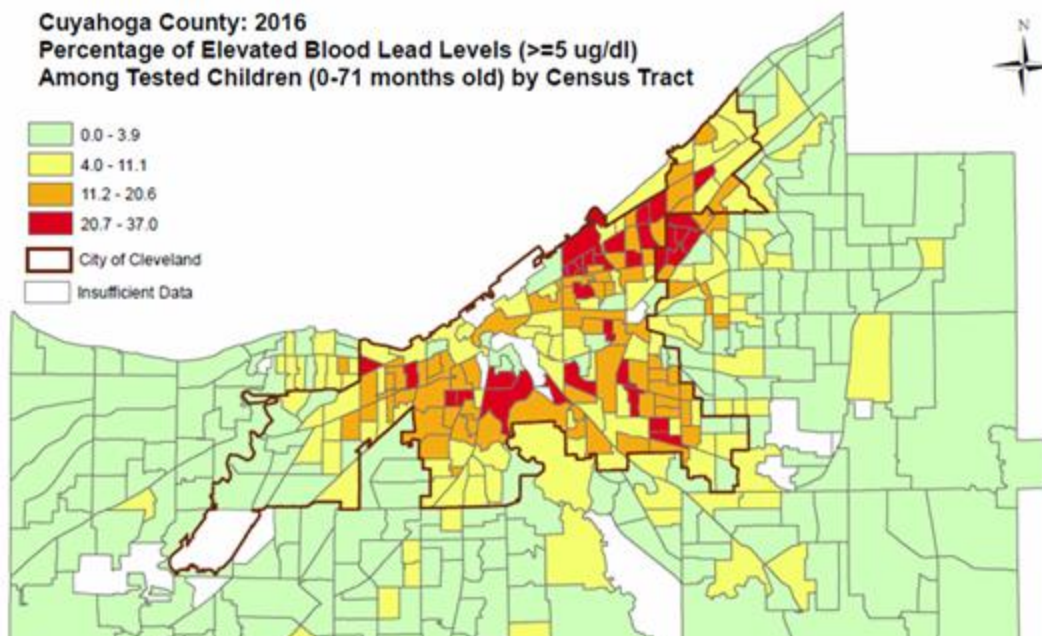 Cuyahoga County: 2016
Percentage of Elevated Blood Lead Levels (>=5 ug/dl)
Among Tested Children (0-71 months old) by Census Tract
N
0.0 - 3.9
4.0 - 11.1
11.2 - 20.6
20.7 - 37.0
City of Cleveland
Insufficient Data